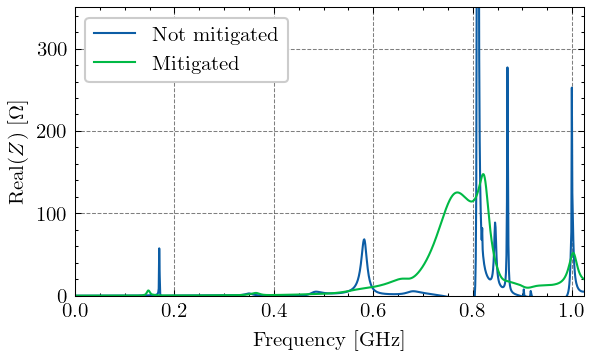 Not mitigated
Mitigated
300
200
100
0
Real(Z) [Ω]
0.0 0.2 0.4 0.6 0.8 1.0
Frequency [GHz]